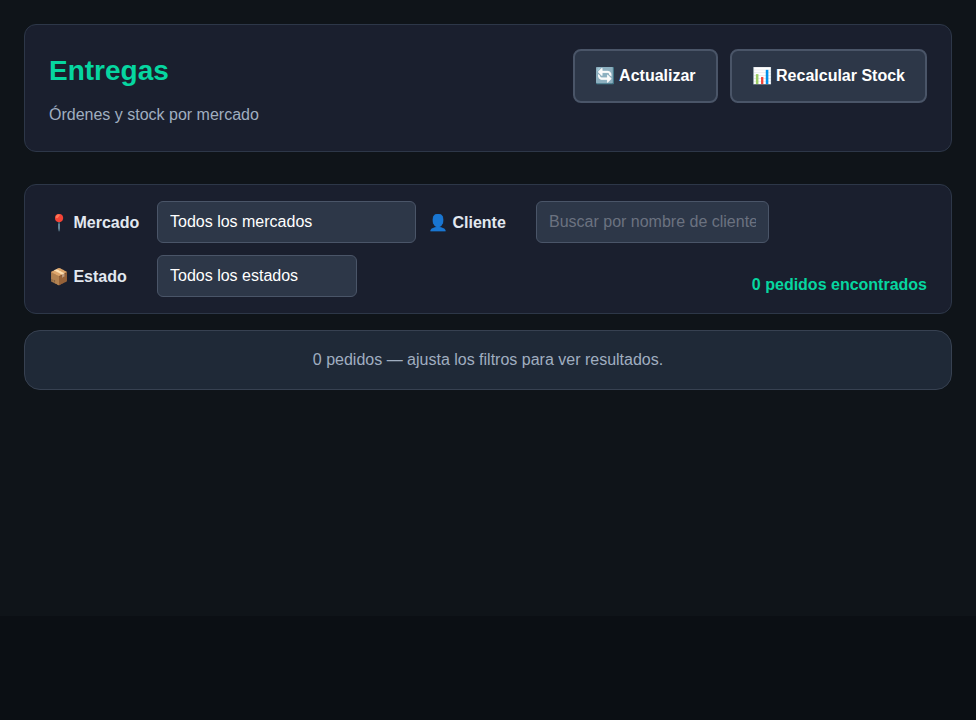 Entregas
🔄 Actualizar
📊 Recalcular Stock
Órdenes y stock por mercado
📍 Mercado
Todos los mercados
👤 Cliente
Buscar por nombre de cliente
📦 Estado
Todos los estados
0 pedidos encontrados
0 pedidos — ajusta los filtros para ver resultados.